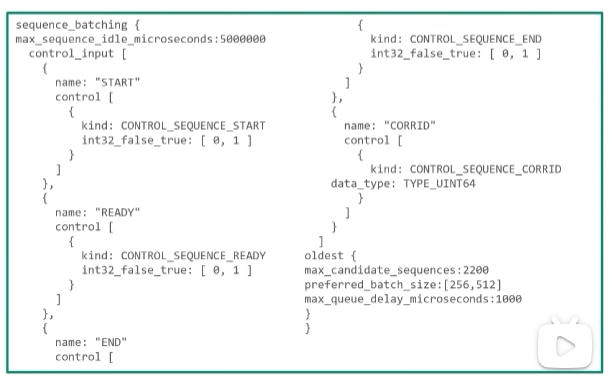 sequence_batching {
max_sequence_idle_microseconds:5000000
control_input [
{
name: "START"
control [
{
kind: CONTROL_SEQUENCE_START
int32_false_true: [ 0, 1 ]
}
]
},
{
name: "READY"
control [
{
kind: CONTROL_SEQUENCE_READY
int32_false_true: [ 0, 1 ]
}
]
},
{
name: "END"
control [
{
kind: CONTROL_SEQUENCE_END
int32_false_true: [ 0, 1 ]
}
]
},
{
name: "CORRID"
control [
{
kind: CONTROL_SEQUENCE_CORRID
data_type: TYPE_UINT64
}
]
}
]
oldest {
max_candidate_sequences:2200
preferred_batch_size:[256,512]
max_queue_delay_microseconds:1000
}
}